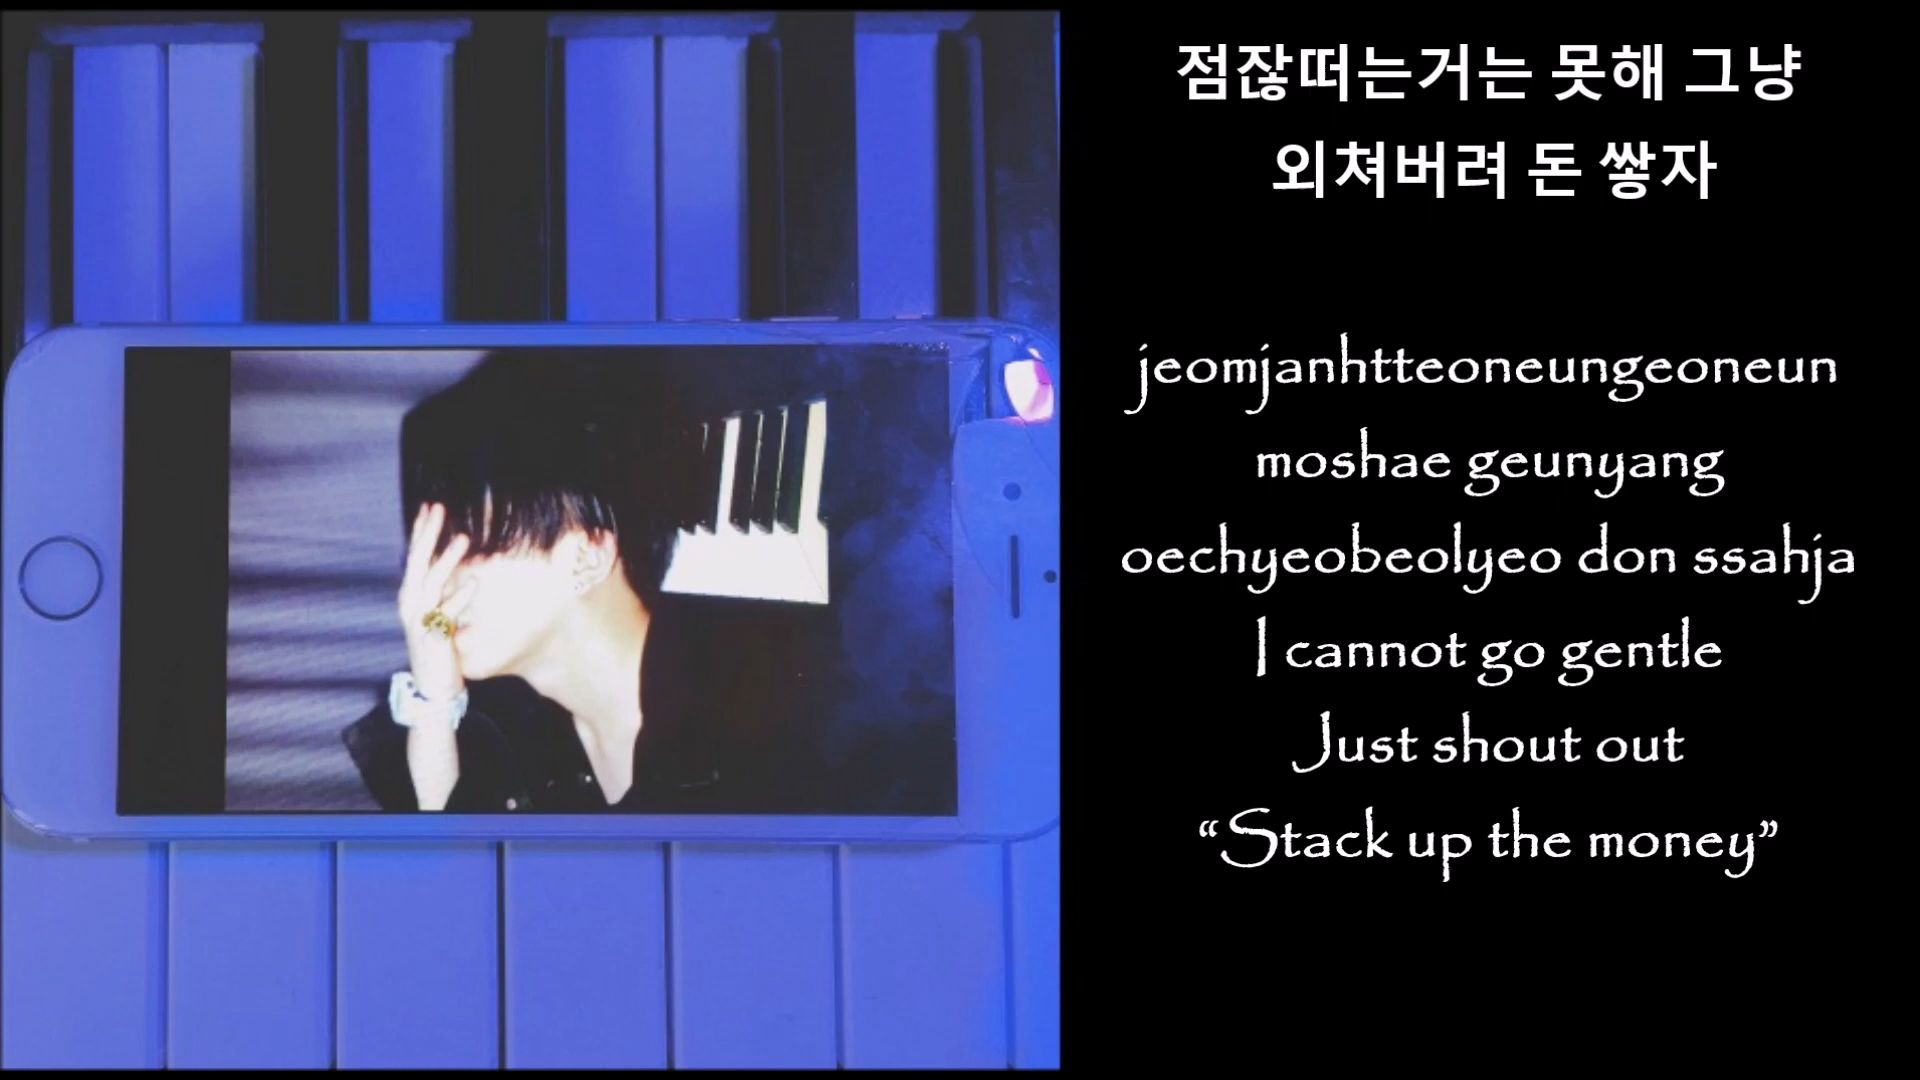 점잖떠는거는 못해 그냥
외쳐버려 돈 쌓자
jeomjanhtteoneungeoneun
moshae geunyang
oechyeobeolyeo don ssahja
I cannot go gentle
Just shout out
“Stack up the money”